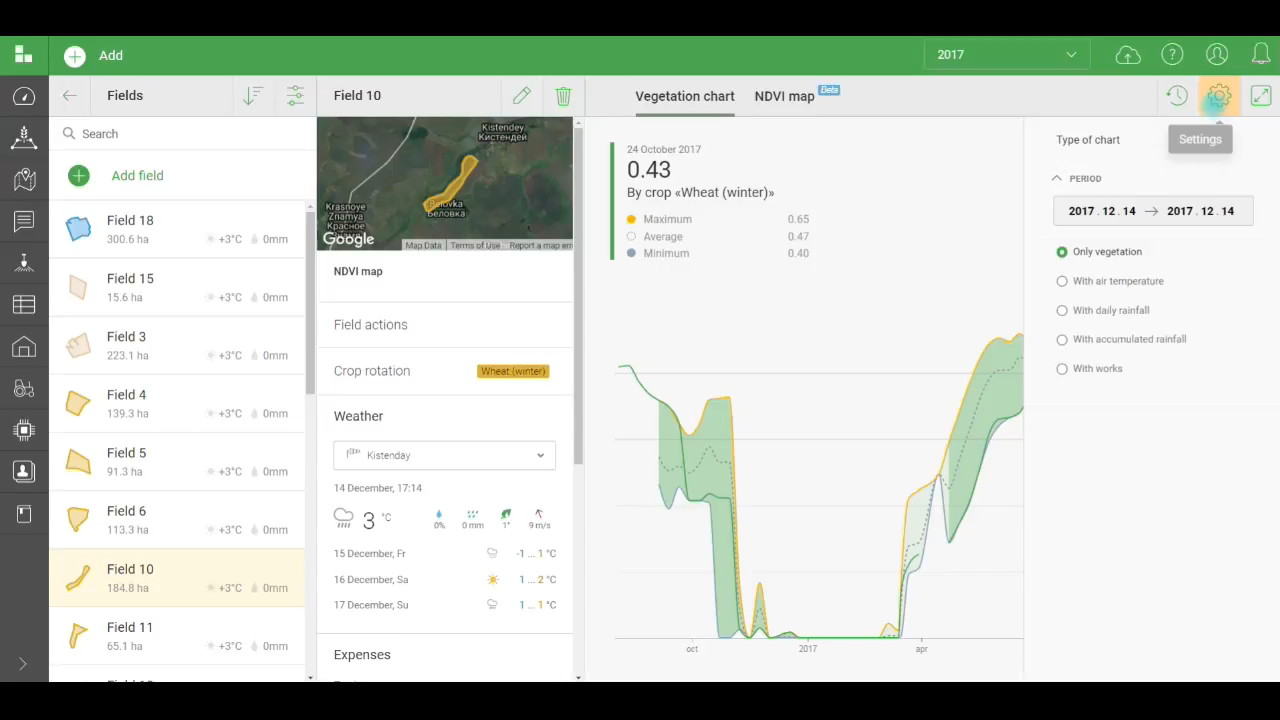 Add
2017
Fields
Field 10
Vegetation chart
NDVI map
Beta
Settings
Search
Add field
Field 18
300.6 ha
+3°C
0mm
Field 15
15.6 ha
+3°C
0mm
Field 3
223.1 ha
+3°C
0mm
Field 4
139.3 ha
+3°C
0mm
Field 5
91.3 ha
+3°C
0mm
Field 6
113.3 ha
+3°C
0mm
Field 10
184.8 ha
+3°C
0mm
Field 11
65.1 ha
+3°C
0mm
Kistendey
Кистендей
Krasnoye
Znamya
Красное
Знамя
Belovka
Беловка
Google
Map Data
Terms of Use
Report a map erro
NDVI map
Field actions
Crop rotation
Wheat (winter)
Weather
Kistenday
14 December, 17:14
3 °C
0%
0 mm
1°
9 m/s
15 December, Fr
-1 ... 1 °C
16 December, Sa
1 ... 2 °C
17 December, Su
1 ... 1 °C
Expenses
24 October 2017
0.43
By crop «Wheat (winter)»
Maximum 0.65
Average 0.47
Minimum 0.40
oct
2017
apr
Type of chart
PERIOD
2017 . 12 . 14 → 2017 . 12 . 14
Only vegetation
With air temperature
With daily rainfall
With accumulated rainfall
With works